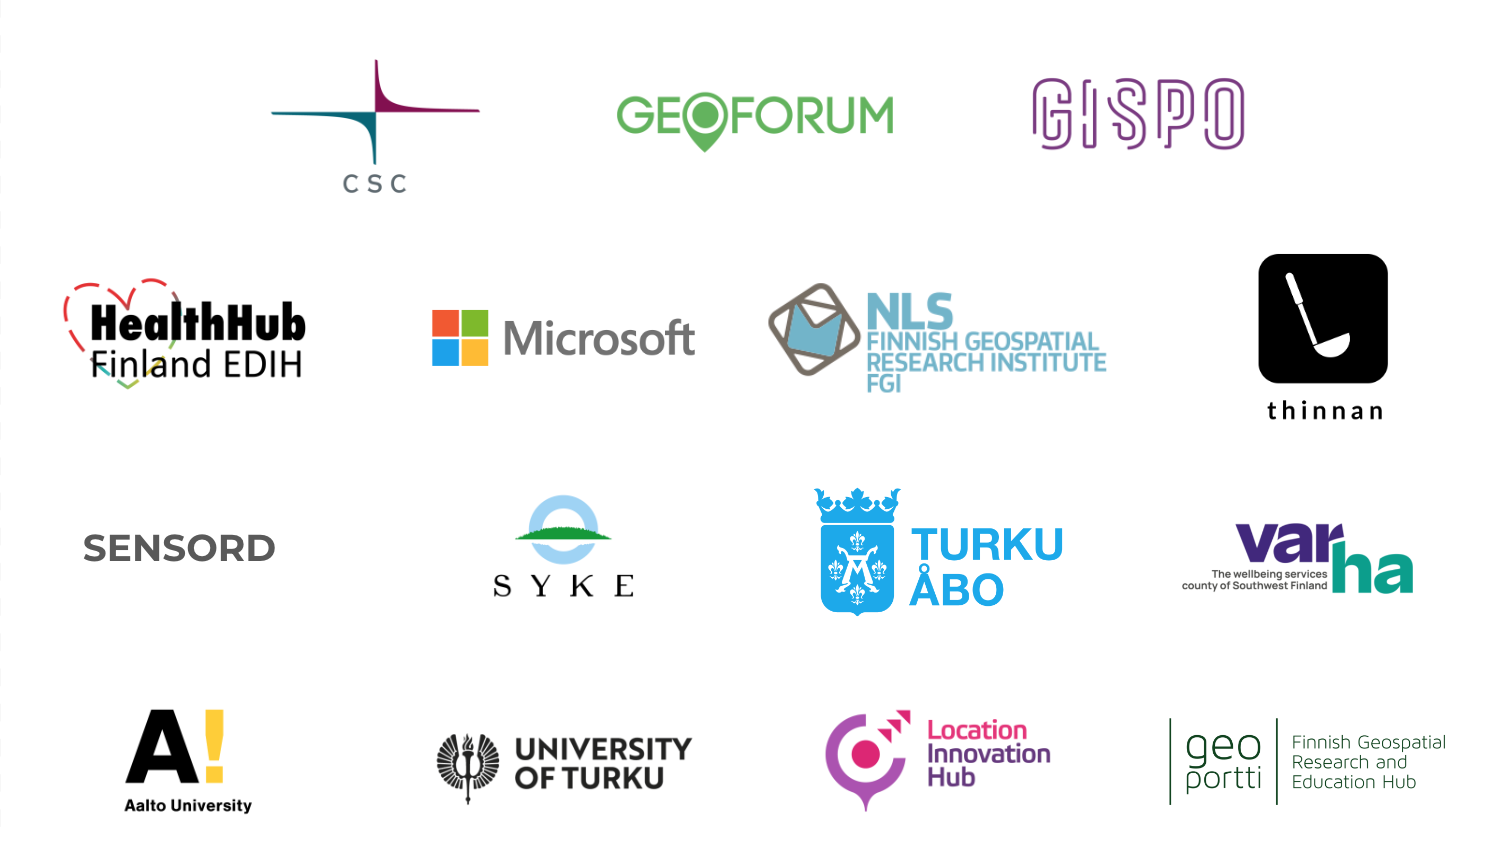 CSC
GEOFORUM
GISPO
HealthHub
Finland EDIH
Microsoft
NLS
FINNISH GEOSPATIAL
RESEARCH INSTITUTE
FGI
thinnan
SENSORD
SYKE
TURKU
ÅBO
varha
The wellbeing services
county of Southwest Finland
A!
Aalto University
UNIVERSITY
OF TURKU
Location
Innovation
Hub
geo
portti
Finnish Geospatial
Research and
Education Hub